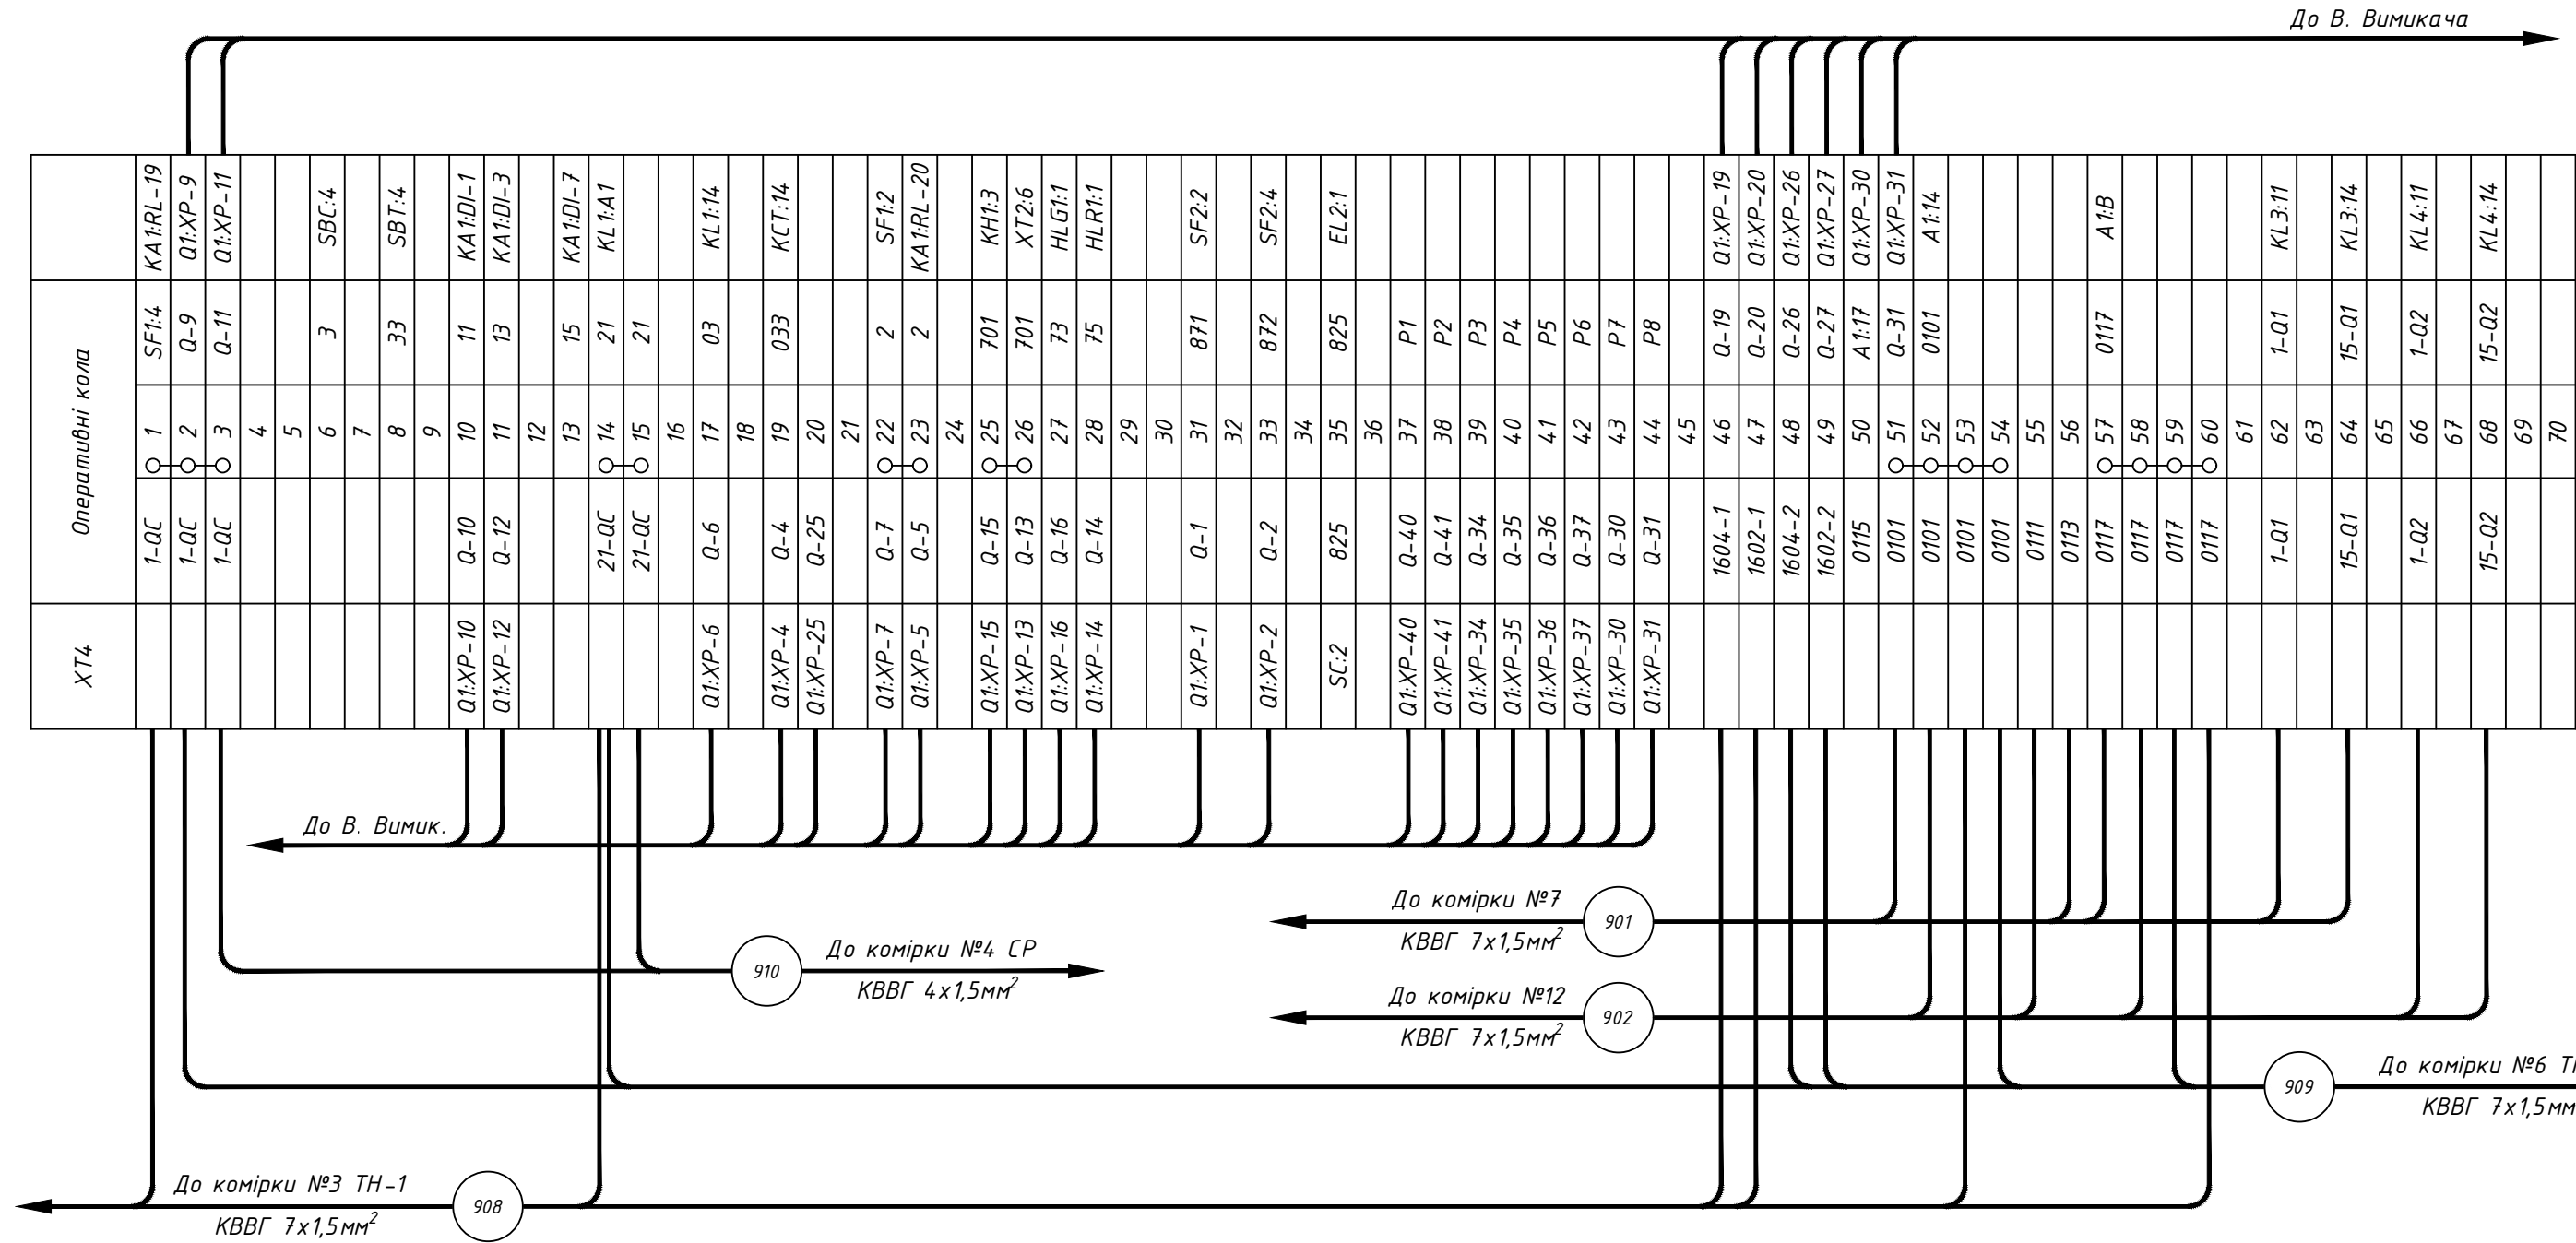 До В. Вимикача
KA1:RL-19 Q1:XP-9 Q1:XP-11 SBC:4 SBT:4 KA1:DI-1 KA1:DI-3 KA1:DI-7 KL1:A1 KL1:14 KCT:14 SF1:2 KA1:RL-20 KH1:3 XT2:6 HLG1:1 HLR1:1 SF2:2 SF2:4 EL2:1 Q1:XP-19 Q1:XP-20 Q1:XP-26 Q1:XP-27 Q1:XP-30 Q1:XP-31 A1:14 A1:B KL3:11 KL3:14 KL4:11 KL4:14
Оперативні кола
SF1:4 Q-9 Q-11 3 33 11 13 15 21 21 03 033 2 2 701 701 73 75 871 872 825 P1 P2 P3 P4 P5 P6 P7 P8 Q-19 Q-20 Q-26 Q-27 A1:17 Q-31 0101 0117 1-Q1 15-Q1 1-Q2 15-Q2
1 2 3 4 5 6 7 8 9 10 11 12 13 14 15 16 17 18 19 20 21 22 23 24 25 26 27 28 29 30 31 32 33 34 35 36 37 38 39 40 41 42 43 44 45 46 47 48 49 50 51 52 53 54 55 56 57 58 59 60 61 62 63 64 65 66 67 68 69 70
1-QC 1-QC 1-QC Q-10 Q-12 21-QC 21-QC Q-6 Q-4 Q-25 Q-7 Q-5 Q-15 Q-13 Q-16 Q-14 Q-1 Q-2 825 Q-40 Q-41 Q-34 Q-35 Q-36 Q-37 Q-30 Q-31 1604-1 1602-1 1604-2 1602-2 0115 0101 0101 0101 0101 0111 0113 0117 0117 0117 0117 1-Q1 15-Q1 1-Q2 15-Q2
XT4
Q1:XP-10 Q1:XP-12 Q1:XP-6 Q1:XP-4 Q1:XP-25 Q1:XP-7 Q1:XP-5 Q1:XP-15 Q1:XP-13 Q1:XP-16 Q1:XP-14 Q1:XP-1 Q1:XP-2 SC:2 Q1:XP-40 Q1:XP-41 Q1:XP-34 Q1:XP-35 Q1:XP-36 Q1:XP-37 Q1:XP-30 Q1:XP-31
До В. Вимик.
До комірки №7
901
КВВГ 7х1,5мм²
До комірки №4 СР
910
КВВГ 4х1,5мм²
До комірки №12
902
КВВГ 7х1,5мм²
До комірки №6
909
КВВГ 7х1,5мм
До комірки №3 ТН-1
908
КВВГ 7х1,5мм²